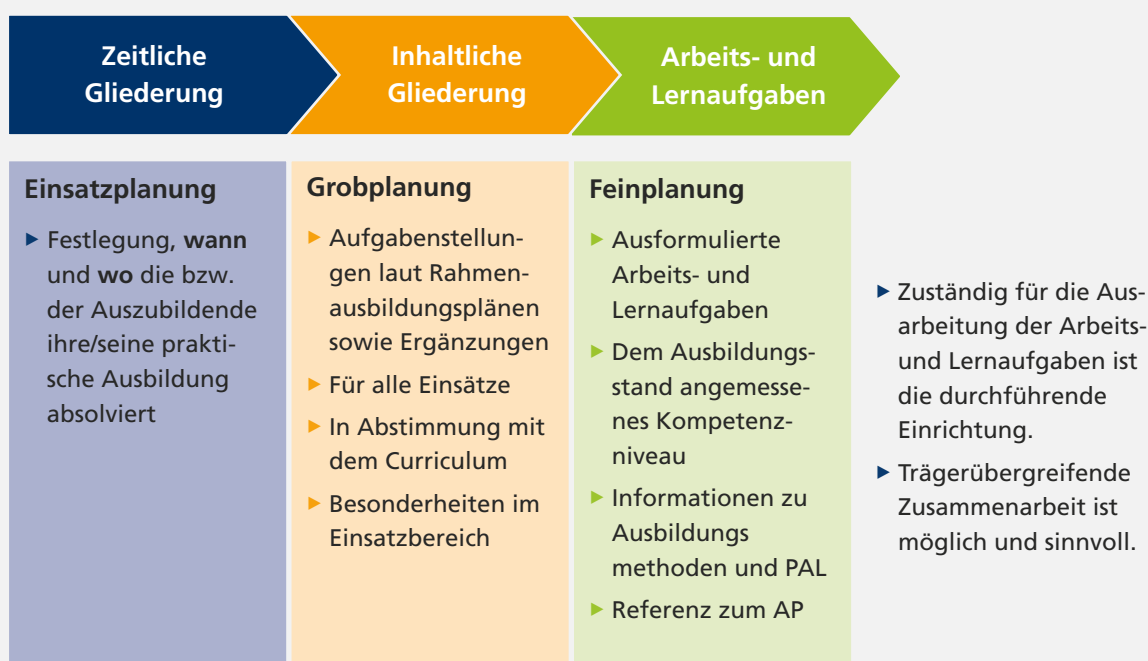 Zeitliche
Gliederung
Inhaltliche
Gliederung
Arbeits- und
Lernaufgaben
Einsatzplanung
▸ Festlegung, wann
und wo die bzw.
der Auszubildende
ihre/seine prakti-
sche Ausbildung
absolviert
Grobplanung
▸ Aufgabenstellun-
gen laut Rahmen-
ausbildungsplänen
sowie Ergänzungen
▸ Für alle Einsätze
▸ In Abstimmung mit
dem Curriculum
▸ Besonderheiten im
Einsatzbereich
Feinplanung
▸ Ausformulierte
Arbeits- und
Lernaufgaben
▸ Dem Ausbildungs-
stand angemesse-
nes Kompetenz-
niveau
▸ Informationen zu
Ausbildungs
methoden und PAL
▸ Referenz zum AP
▸ Zuständig für die Aus-
arbeitung der Arbeits-
und Lernaufgaben ist
die durchführende
Einrichtung.
▸ Trägerübergreifende
Zusammenarbeit ist
möglich und sinnvoll.